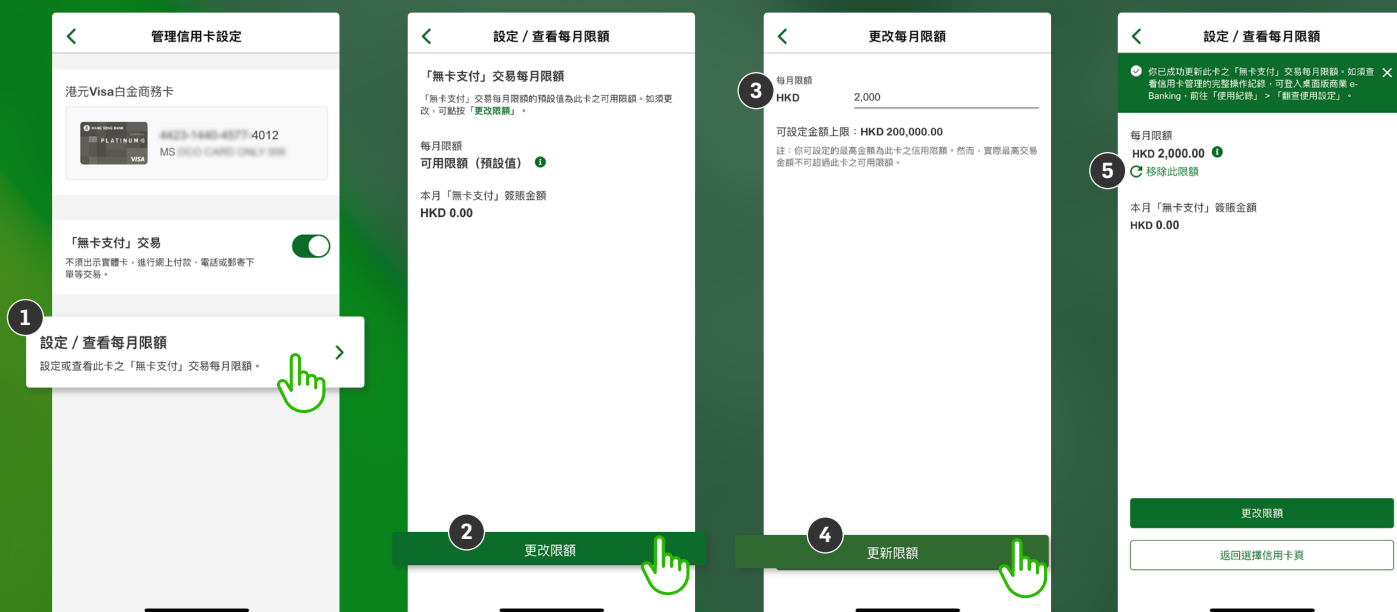 管理信用卡設定
港元Visa白金商務卡
HANG SENG BANK
PLATINUM
VISA
4012
MS
「無卡支付」交易
不須出示實體卡，進行網上付款、電話或郵寄下
單等交易。
1
設定 / 查看每月限額
設定或查看此卡之「無卡支付」交易每月限額。
設定 / 查看每月限額
「無卡支付」交易每月限額
「無卡支付」交易每月限額的預設值為此卡之可用限額。如須更
改，可點按「更改限額」。
每月限額
可用限額（預設值）
本月「無卡支付」簽賬金額
HKD 0.00
2
更改限額
更改每月限額
3
每月限額
HKD 2,000
可設定金額上限：HKD 200,000.00
註：你可設定的最高金額為此卡之信用限額。然而，實際最高交易
金額不可超過此卡之可用限額。
4
更新限額
設定 / 查看每月限額
你已成功更新此卡之「無卡支付」交易每月限額。如須查
看信用卡管理的完整操作紀錄，可登入桌面版商業 e-
Banking，前往「使用紀錄」 > 「翻查使用設定」。
每月限額
HKD 2,000.00
5
移除此限額
本月「無卡支付」簽賬金額
HKD 0.00
更改限額
返回選擇信用卡頁